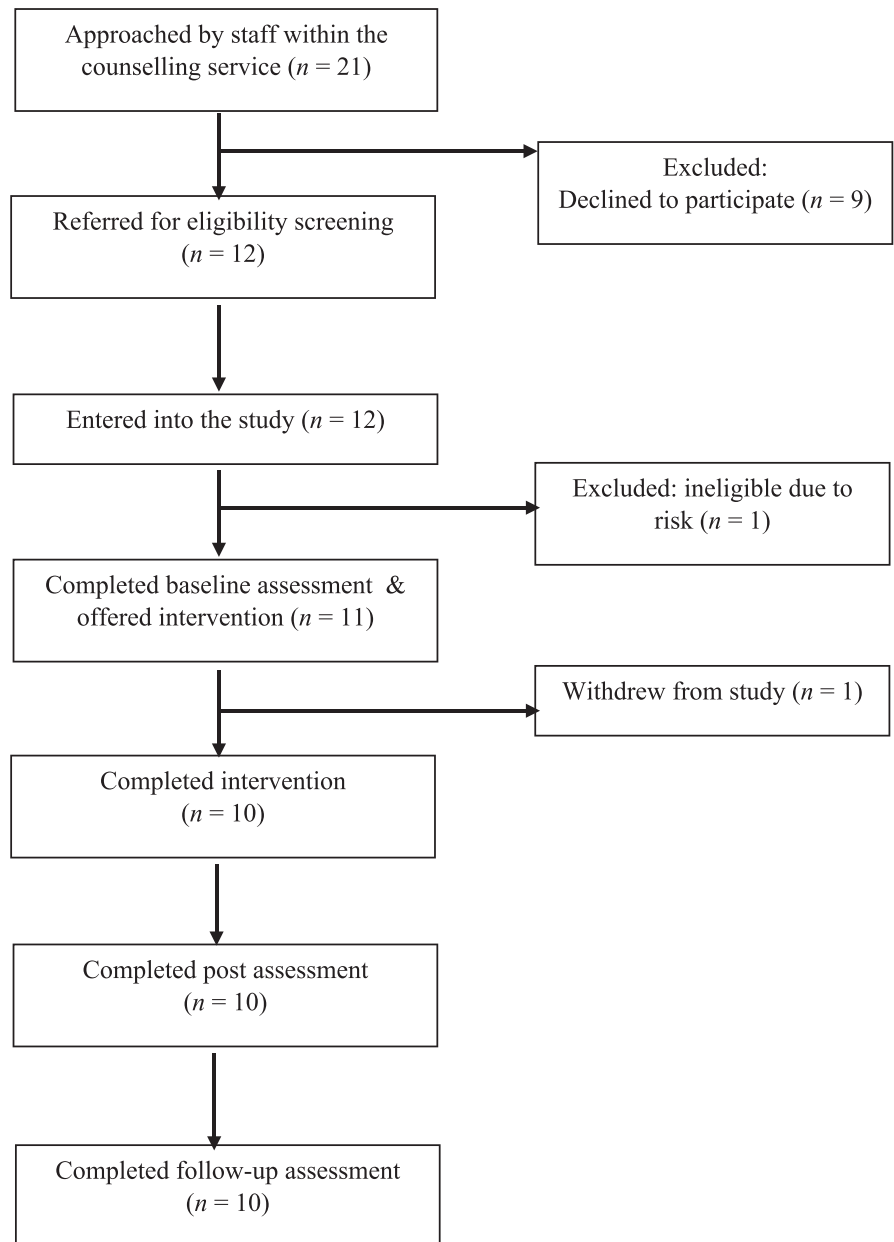 Approached by staff within the
counselling service (n = 21)
Excluded:
Declined to participate (n = 9)
Referred for eligibility screening
(n = 12)
Entered into the study (n = 12)
Excluded: ineligible due to
risk (n = 1)
Completed baseline assessment &
offered intervention (n = 11)
Withdrew from study (n = 1)
Completed intervention
(n = 10)
Completed post assessment
(n = 10)
Completed follow-up assessment
(n = 10)